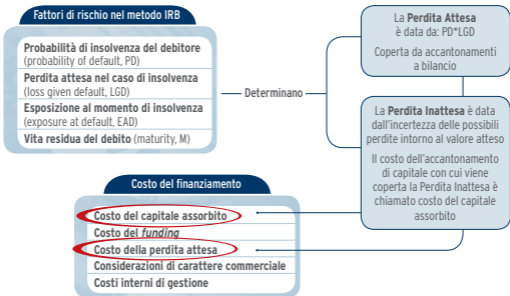 Fattori di rischio nel metodo IRB
Probabilità di insolvenza del debitore
(probability of default, PD)
Perdita attesa nel caso di insolvenza
(loss given default, LGD)
Esposizione al momento di insolvenza
(exposure at default, EAD)
Vita residua del debito (maturity, M)
Determinano
La Perdita Attesa
è data da: PD*LGD
Coperta da accantonamenti
a bilancio
La Perdita Inattesa è data
dall'incertezza delle possibili
perdite intorno al valore atteso
Il costo dell'accantonamento
di capitale con cui viene
coperta la Perdita Inattesa è
chiamato costo del capitale
assorbito
Costo del finanziamento
Costo del capitale assorbito
Costo del funding
Costo della perdita attesa
Considerazioni di carattere commerciale
Costi interni di gestione